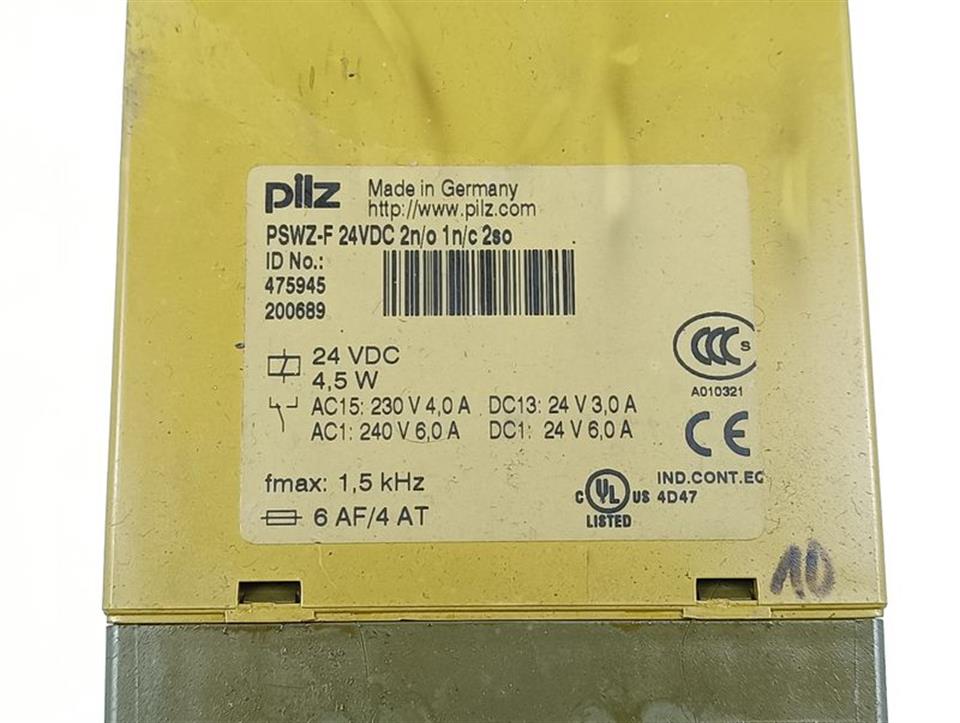 pilz Made in Germany
http://www.pilz.com
PSWZ-F 24VDC 2n/o 1n/c 2so
ID No.:
475945
200689
24 VDC
4,5 W
CCC S
A010321
AC15: 230 V 4,0 A DC13: 24 V 3,0 A
AC1: 240 V 6,0 A DC1: 24 V 6,0 A
CE
fmax: 1,5 kHz
6 AF/4 AT
C UL US
LISTED
IND.CONT.EQ
4D47
10